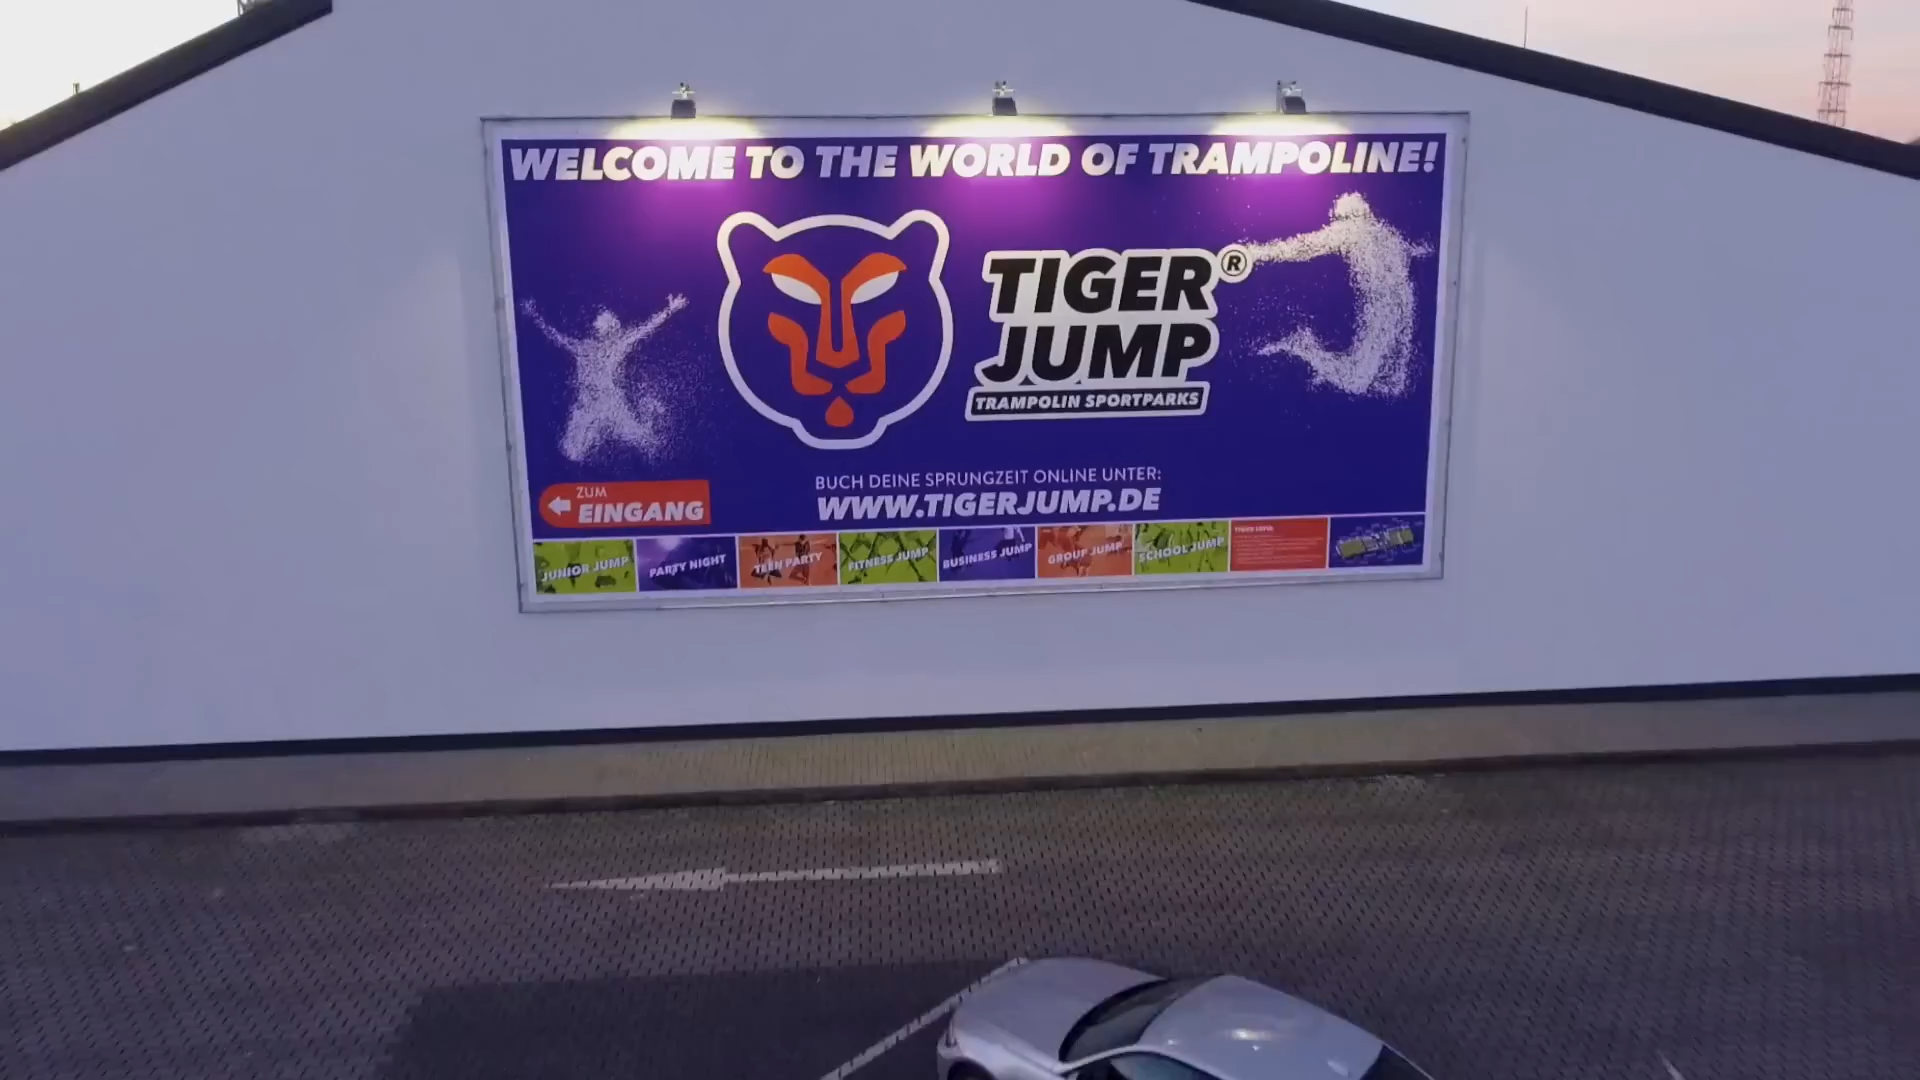 WELCOME TO THE WORLD OF TRAMPOLINE!
TIGER®
JUMP
TRAMPOLIN SPORTPARKS
BUCH DEINE SPRUNGZEIT ONLINE UNTER:
WWW.TIGERJUMP.DE
ZUM
EINGANG
JUNIOR JUMP
PARTY NIGHT
TEEN PARTY
FITNESS JUMP
BUSINESS JUMP
GROUP JUMP
SCHOOL JUMP